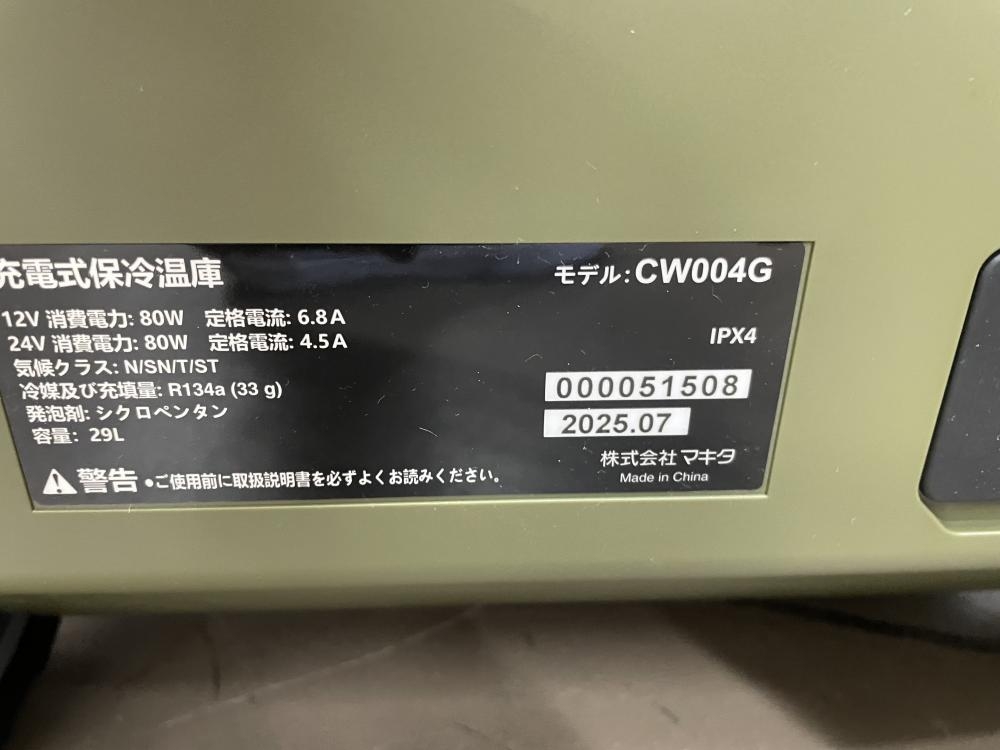 充電式保冷温庫
モデル: CW004G
12V 消費電力: 80W 定格電流: 6.8A
24V 消費電力: 80W 定格電流: 4.5A
IPX4
気候クラス: N/SN/T/ST
冷媒及び充填量: R134a (33 g)
000051508
発泡剤: シクロペンタン
2025.07
容量: 29L
株式会社 マキタ
Made in China
警告 •ご使用前に取扱説明書を必ずよくお読みください。